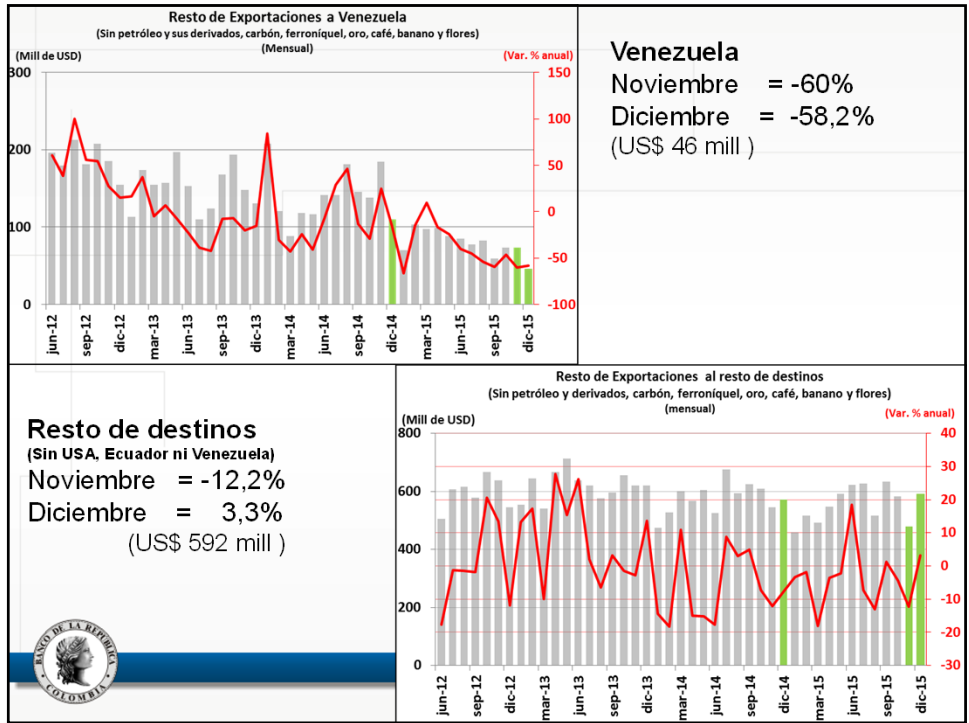 Resto de Exportaciones a Venezuela
(Sin petróleo y sus derivados, carbón, ferroníquel, oro, café, banano y flores)
(Mensual)
(Mill de USD)
(Var. % anual)
300
200
100
0
150
100
50
0
-50
-100
jun-12
sep-12
dic-12
mar-13
jun-13
sep-13
dic-13
mar-14
jun-14
sep-14
dic-14
mar-15
jun-15
sep-15
dic-15
Venezuela
Noviembre = -60%
Diciembre = -58,2%
(US$ 46 mill )
Resto de destinos
(Sin USA, Ecuador ni Venezuela)
Noviembre = -12,2%
Diciembre = 3,3%
(US$ 592 mill )
Resto de Exportaciones al resto de destinos
(Sin petróleo y derivados, carbón, ferroníquel, oro, café, banano y flores)
(mensual)
(Mill de USD)
(Var. % anual)
800
600
400
200
0
40
30
20
10
0
-10
-20
-30
jun-12
sep-12
dic-12
mar-13
jun-13
sep-13
dic-13
mar-14
jun-14
sep-14
dic-14
mar-15
jun-15
sep-15
dic-15
BANCO DE LA REPUBLICA
COLOMBIA